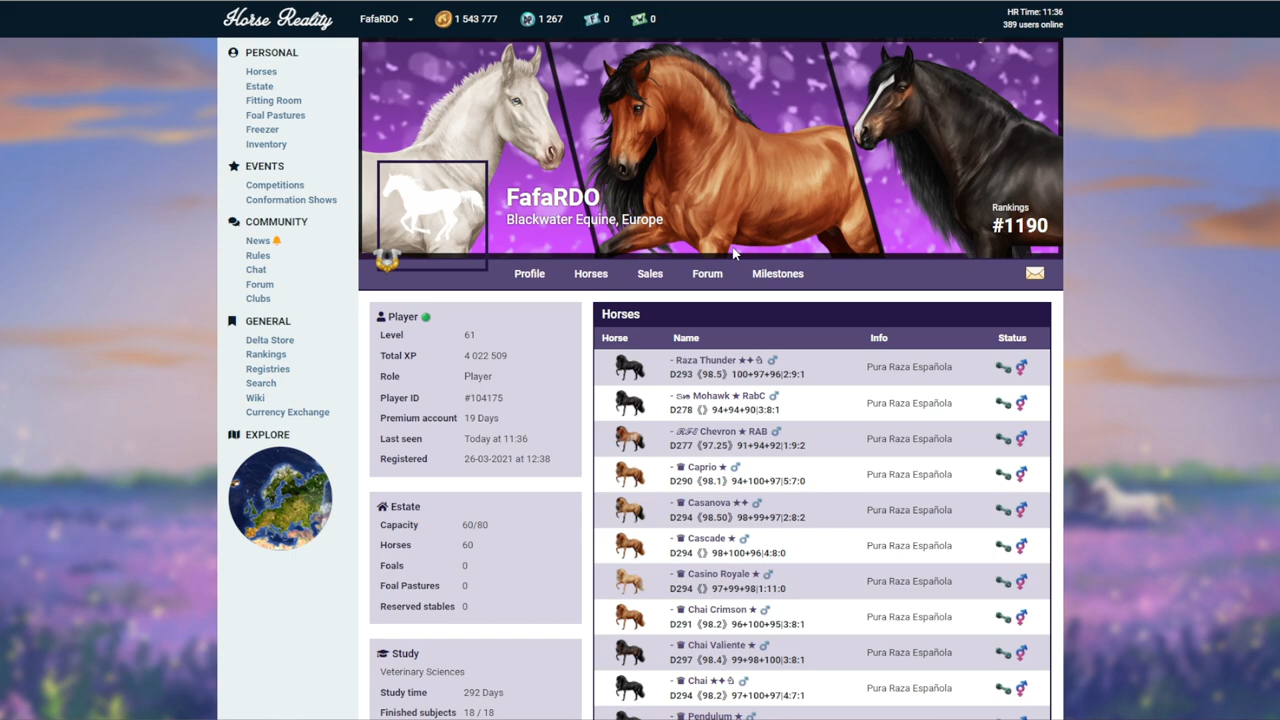 Horse Reality
FafaRDO
1 543 777
1 267
0
0
HR Time: 11:36
389 users online
PERSONAL
Horses
Estate
Fitting Room
Foal Pastures
Freezer
Inventory
EVENTS
Competitions
Conformation Shows
COMMUNITY
News
Rules
Chat
Forum
Clubs
GENERAL
Delta Store
Rankings
Registries
Search
Wiki
Currency Exchange
EXPLORE
FafaRDO
Blackwater Equine, Europe
Rankings
#1190
Profile Horses Sales Forum Milestones
Player
Level 61
Total XP 4 022 509
Role Player
Player ID #104175
Premium account 19 Days
Last seen Today at 11:36
Registered 26-03-2021 at 12:38
Estate
Capacity 60/80
Horses 60
Foals 0
Foal Pastures 0
Reserved stables 0
Study
Veterinary Sciences
Study time 292 Days
Finished subjects 18 / 18
Horses
Horse Name Info Status
- Raza Thunder ★✦♘ ♂
D293 《98.5》 100+97+96|2:9:1
Pura Raza Española
- Mohawk ★ RabC ♂
D278 《》 94+94+90|3:8:1
Pura Raza Española
- Chevron ★ RAB ♂
D277 《97.25》 91+94+92|1:9:2
Pura Raza Española
- ♛ Caprio ★ ♂
D290 《98.1》 94+100+97|5:7:0
Pura Raza Española
- ♛ Casanova ★✦ ♂
D294 《98.50》 98+99+97|2:8:2
Pura Raza Española
- ♛ Cascade ★ ♂
D294 《》 98+100+96|4:8:0
Pura Raza Española
- ♛ Casino Royale ★ ♂
D294 《》 97+99+98|1:11:0
Pura Raza Española
- ♛ Chai Crimson ★ ♂
D291 《98.2》 96+100+95|3:8:1
Pura Raza Española
- ♛ Chai Valiente ★ ♂
D297 《98.4》 99+98+100|3:8:1
Pura Raza Española
- ♛ Chai ★✦♘ ♂
D294 《98.2》 97+100+97|4:7:1
Pura Raza Española
- ♛ Pendulum ★ ♂